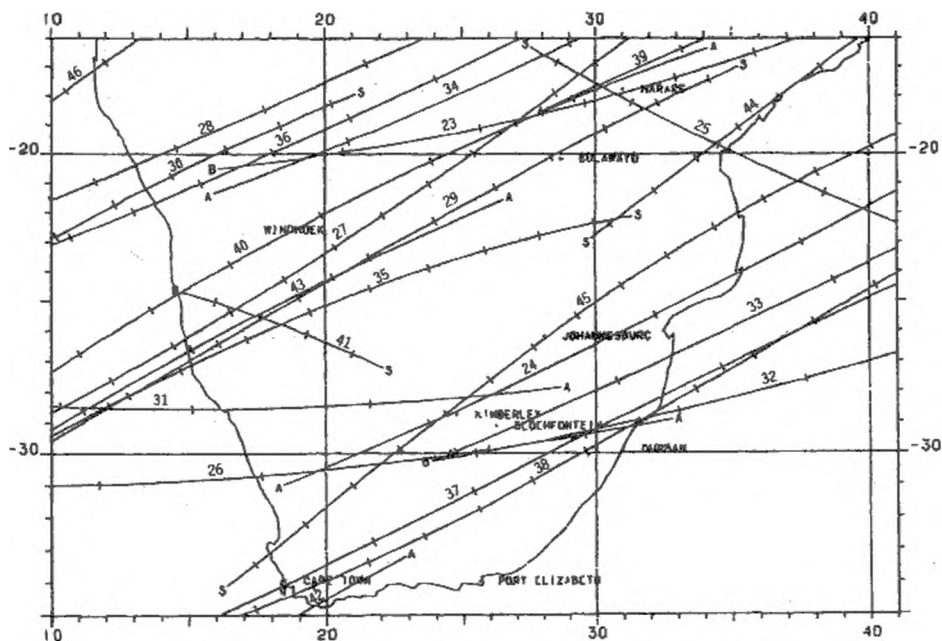 10 20 30 40
46
28
30
36
34
23
39
HARARE
44
25
-20 -20
B
A
S
A
S
A
BULAWAYO
WINDHOEK
40
27
29
43
35
A
S
S
41
S
45
JOHANNESBURG
33
24
31
A
KIMBERLEY
BLOEMFONTEIN
32
A
-30 -30
26
B
A
DURBAN
37
38
A
S
CAPE TOWN
42
PORT ELIZABETH
10 20 30 40